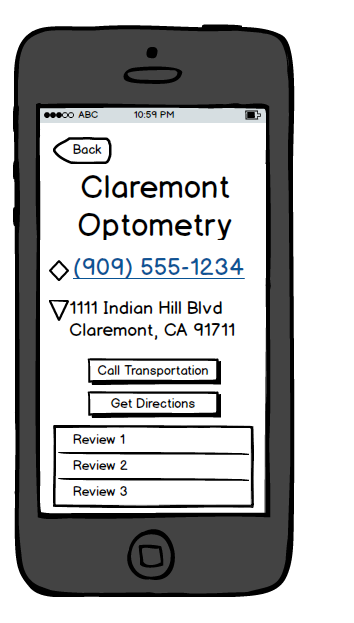 ABC 10:59 PM
Back
Claremont
Optometry
(909) 555-1234
1111 Indian Hill Blvd
Claremont, CA 91711
Call Transportation
Get Directions
Review 1
Review 2
Review 3